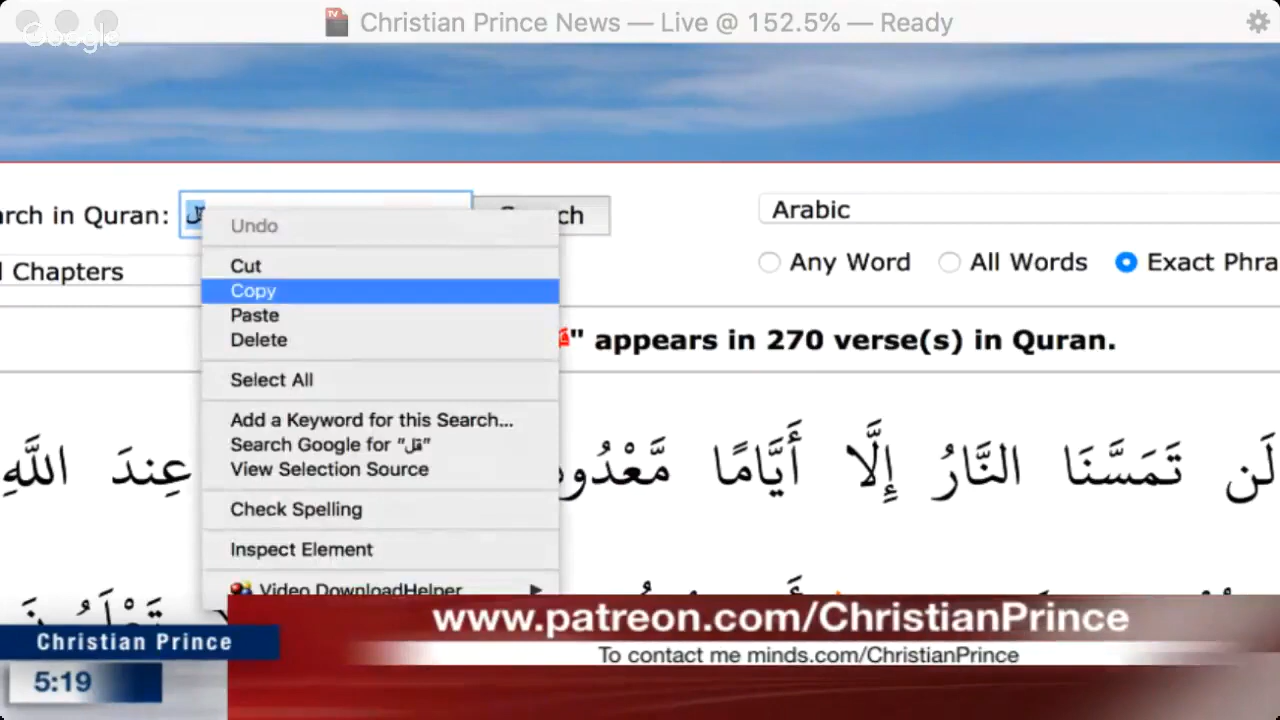 Google
Christian Prince News — Live @ 152.5% — Ready
rch in Quran:
Arabic
Chapters
Any Word
All Words
Exact Phra
Undo
Cut
Copy
Paste
Delete
Select All
Add a Keyword for this Search...
Search Google for “قل”
View Selection Source
Check Spelling
Inspect Element
Video DownloadHelper
" appears in 270 verse(s) in Quran.
لَن تَمَسَّنَا النَّارُ إِلَّا أَيَّامًا عِندَ اللَّهِ
www.patreon.com/ChristianPrince
Christian Prince
To contact me minds.com/ChristianPrince
5:19